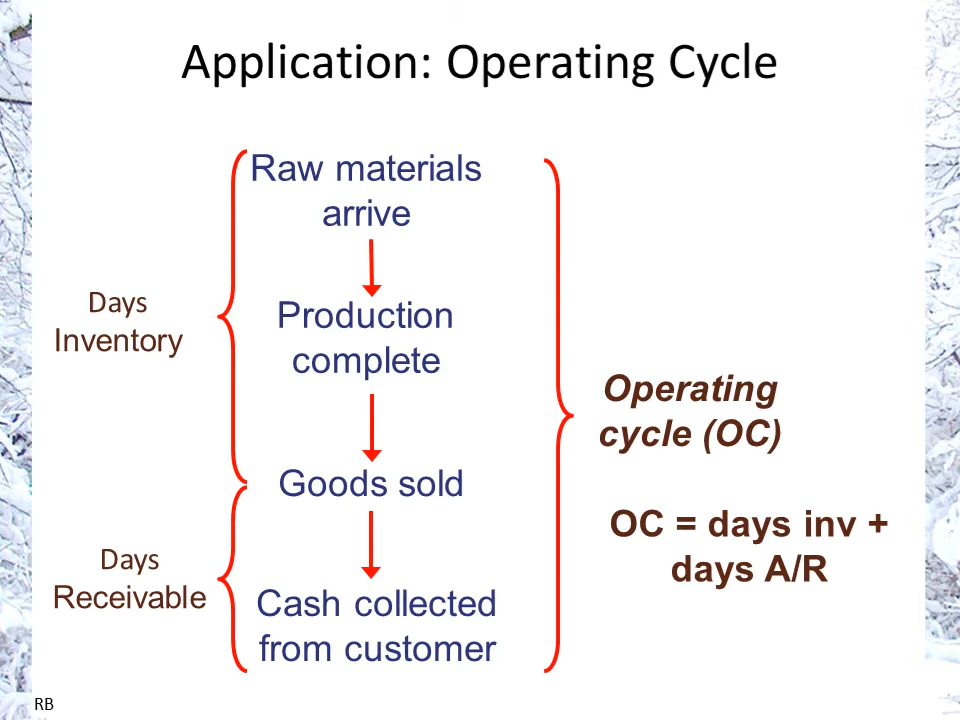 Application: Operating Cycle
Raw materials
arrive
Days
Inventory
Production
complete
Operating
cycle (OC)
Goods sold
OC = days inv +
days A/R
Days
Receivable
Cash collected
from customer
RB